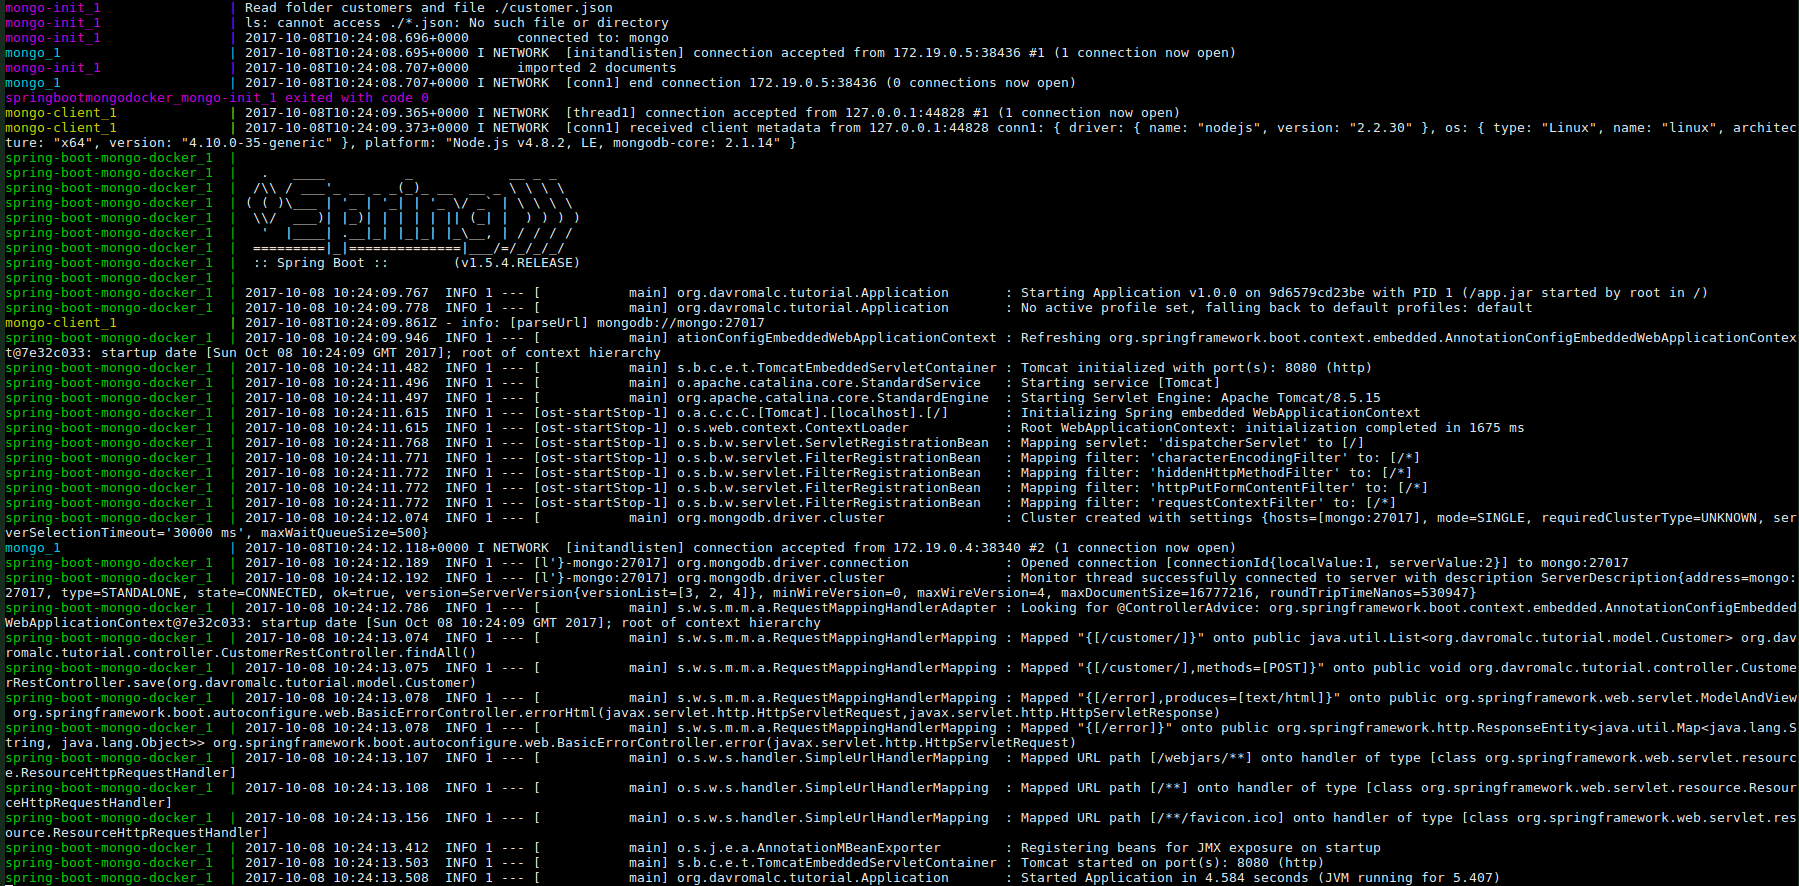 mongo-init_1                | Read folder customers and file ./customer.json
mongo-init_1                | ls: cannot access ./*.json: No such file or directory
mongo-init_1                | 2017-10-08T10:24:08.696+0000      connected to: mongo
mongo_1                     | 2017-10-08T10:24:08.695+0000 I NETWORK  [initandlisten] connection accepted from 172.19.0.5:38436 #1 (1 connection now open)
mongo-init_1                | 2017-10-08T10:24:08.707+0000      imported 2 documents
mongo_1                     | 2017-10-08T10:24:08.707+0000 I NETWORK  [conn1] end connection 172.19.0.5:38436 (0 connections now open)
springbootmongodocker_mongo-init_1 exited with code 0
mongo-client_1              | 2017-10-08T10:24:09.365+0000 I NETWORK  [thread1] connection accepted from 127.0.0.1:44828 #1 (1 connection now open)
mongo-client_1              | 2017-10-08T10:24:09.373+0000 I NETWORK  [conn1] received client metadata from 127.0.0.1:44828 conn1: { driver: { name: "nodejs", version: "2.2.30" }, os: { type: "Linux", name: "linux", architec
ture: "x64", version: "4.10.0-35-generic" }, platform: "Node.js v4.8.2, LE, mongodb-core: 2.1.14" }
spring-boot-mongo-docker_1  |
spring-boot-mongo-docker_1  |   .   ____          _            __ _ _
spring-boot-mongo-docker_1  |  /\\ / ___'_ __ _ _(_)_ __  __ _ \ \ \ \
spring-boot-mongo-docker_1  | ( ( )\___ | '_ | '_| | '_ \/ _` | \ \ \ \
spring-boot-mongo-docker_1  |  \\/  ___)| |_)| | | | | || (_| |  ) ) ) )
spring-boot-mongo-docker_1  |   '  |____| .__|_| |_|_| |_\__, | / / / /
spring-boot-mongo-docker_1  |  =========|_|==============|___/=/_/_/_/
spring-boot-mongo-docker_1  |  :: Spring Boot ::        (v1.5.4.RELEASE)
spring-boot-mongo-docker_1  |
spring-boot-mongo-docker_1  | 2017-10-08 10:24:09.767  INFO 1 --- [           main] org.davromalc.tutorial.Application       : Starting Application v1.0.0 on 9d6579cd23be with PID 1 (/app.jar started by root in /)
spring-boot-mongo-docker_1  | 2017-10-08 10:24:09.778  INFO 1 --- [           main] org.davromalc.tutorial.Application       : No active profile set, falling back to default profiles: default
mongo-client_1              | 2017-10-08T10:24:09.861Z - info: [parseUrl] mongodb://mongo:27017
spring-boot-mongo-docker_1  | 2017-10-08 10:24:09.946  INFO 1 --- [           main] ationConfigEmbeddedWebApplicationContext : Refreshing org.springframework.boot.context.embedded.AnnotationConfigEmbeddedWebApplicationContex
t@7e32c033: startup date [Sun Oct 08 10:24:09 GMT 2017]; root of context hierarchy
spring-boot-mongo-docker_1  | 2017-10-08 10:24:11.482  INFO 1 --- [           main] s.b.c.e.t.TomcatEmbeddedServletContainer : Tomcat initialized with port(s): 8080 (http)
spring-boot-mongo-docker_1  | 2017-10-08 10:24:11.496  INFO 1 --- [           main] o.apache.catalina.core.StandardService   : Starting service [Tomcat]
spring-boot-mongo-docker_1  | 2017-10-08 10:24:11.497  INFO 1 --- [           main] org.apache.catalina.core.StandardEngine  : Starting Servlet Engine: Apache Tomcat/8.5.15
spring-boot-mongo-docker_1  | 2017-10-08 10:24:11.615  INFO 1 --- [ost-startStop-1] o.a.c.c.C.[Tomcat].[localhost].[/]       : Initializing Spring embedded WebApplicationContext
spring-boot-mongo-docker_1  | 2017-10-08 10:24:11.615  INFO 1 --- [ost-startStop-1] o.s.web.context.ContextLoader            : Root WebApplicationContext: initialization completed in 1675 ms
spring-boot-mongo-docker_1  | 2017-10-08 10:24:11.768  INFO 1 --- [ost-startStop-1] o.s.b.w.servlet.ServletRegistrationBean  : Mapping servlet: 'dispatcherServlet' to [/]
spring-boot-mongo-docker_1  | 2017-10-08 10:24:11.771  INFO 1 --- [ost-startStop-1] o.s.b.w.servlet.FilterRegistrationBean   : Mapping filter: 'characterEncodingFilter' to: [/*]
spring-boot-mongo-docker_1  | 2017-10-08 10:24:11.772  INFO 1 --- [ost-startStop-1] o.s.b.w.servlet.FilterRegistrationBean   : Mapping filter: 'hiddenHttpMethodFilter' to: [/*]
spring-boot-mongo-docker_1  | 2017-10-08 10:24:11.772  INFO 1 --- [ost-startStop-1] o.s.b.w.servlet.FilterRegistrationBean   : Mapping filter: 'httpPutFormContentFilter' to: [/*]
spring-boot-mongo-docker_1  | 2017-10-08 10:24:11.772  INFO 1 --- [ost-startStop-1] o.s.b.w.servlet.FilterRegistrationBean   : Mapping filter: 'requestContextFilter' to: [/*]
spring-boot-mongo-docker_1  | 2017-10-08 10:24:12.074  INFO 1 --- [           main] org.mongodb.driver.cluster               : Cluster created with settings {hosts=[mongo:27017], mode=SINGLE, requiredClusterType=UNKNOWN, ser
verSelectionTimeout='30000 ms', maxWaitQueueSize=500}
mongo_1                     | 2017-10-08T10:24:12.118+0000 I NETWORK  [initandlisten] connection accepted from 172.19.0.4:38340 #2 (1 connection now open)
spring-boot-mongo-docker_1  | 2017-10-08 10:24:12.189  INFO 1 --- [l'}-mongo:27017] org.mongodb.driver.connection            : Opened connection [connectionId{localValue:1, serverValue:2}] to mongo:27017
spring-boot-mongo-docker_1  | 2017-10-08 10:24:12.192  INFO 1 --- [l'}-mongo:27017] org.mongodb.driver.cluster               : Monitor thread successfully connected to server with description ServerDescription{address=mongo:
27017, type=STANDALONE, state=CONNECTED, ok=true, version=ServerVersion{versionList=[3, 2, 4]}, minWireVersion=0, maxWireVersion=4, maxDocumentSize=16777216, roundTripTimeNanos=530947}
spring-boot-mongo-docker_1  | 2017-10-08 10:24:12.786  INFO 1 --- [           main] s.w.s.m.m.a.RequestMappingHandlerAdapter : Looking for @ControllerAdvice: org.springframework.boot.context.embedded.AnnotationConfigEmbedded
WebApplicationContext@7e32c033: startup date [Sun Oct 08 10:24:09 GMT 2017]; root of context hierarchy
spring-boot-mongo-docker_1  | 2017-10-08 10:24:13.074  INFO 1 --- [           main] s.w.s.m.m.a.RequestMappingHandlerMapping : Mapped "{[/customer/]}" onto public java.util.List<org.davromalc.tutorial.model.Customer> org.dav
romalc.tutorial.controller.CustomerRestController.findAll()
spring-boot-mongo-docker_1  | 2017-10-08 10:24:13.075  INFO 1 --- [           main] s.w.s.m.m.a.RequestMappingHandlerMapping : Mapped "{[/customer/],methods=[POST]}" onto public void org.davromalc.tutorial.controller.Custome
rRestController.save(org.davromalc.tutorial.model.Customer)
spring-boot-mongo-docker_1  | 2017-10-08 10:24:13.078  INFO 1 --- [           main] s.w.s.m.m.a.RequestMappingHandlerMapping : Mapped "{[/error],produces=[text/html]}" onto public org.springframework.web.servlet.ModelAndView
 org.springframework.boot.autoconfigure.web.BasicErrorController.errorHtml(javax.servlet.http.HttpServletRequest,javax.servlet.http.HttpServletResponse)
spring-boot-mongo-docker_1  | 2017-10-08 10:24:13.078  INFO 1 --- [           main] s.w.s.m.m.a.RequestMappingHandlerMapping : Mapped "{[/error]}" onto public org.springframework.http.ResponseEntity<java.util.Map<java.lang.S
tring, java.lang.Object>> org.springframework.boot.autoconfigure.web.BasicErrorController.error(javax.servlet.http.HttpServletRequest)
spring-boot-mongo-docker_1  | 2017-10-08 10:24:13.107  INFO 1 --- [           main] o.s.w.s.handler.SimpleUrlHandlerMapping  : Mapped URL path [/webjars/**] onto handler of type [class org.springframework.web.servlet.resourc
e.ResourceHttpRequestHandler]
spring-boot-mongo-docker_1  | 2017-10-08 10:24:13.108  INFO 1 --- [           main] o.s.w.s.handler.SimpleUrlHandlerMapping  : Mapped URL path [/**] onto handler of type [class org.springframework.web.servlet.resource.Resour
ceHttpRequestHandler]
spring-boot-mongo-docker_1  | 2017-10-08 10:24:13.156  INFO 1 --- [           main] o.s.w.s.handler.SimpleUrlHandlerMapping  : Mapped URL path [/**/favicon.ico] onto handler of type [class org.springframework.web.servlet.res
ource.ResourceHttpRequestHandler]
spring-boot-mongo-docker_1  | 2017-10-08 10:24:13.412  INFO 1 --- [           main] o.s.j.e.a.AnnotationMBeanExporter        : Registering beans for JMX exposure on startup
spring-boot-mongo-docker_1  | 2017-10-08 10:24:13.503  INFO 1 --- [           main] s.b.c.e.t.TomcatEmbeddedServletContainer : Tomcat started on port(s): 8080 (http)
spring-boot-mongo-docker_1  | 2017-10-08 10:24:13.508  INFO 1 --- [           main] org.davromalc.tutorial.Application       : Started Application in 4.584 seconds (JVM running for 5.407)